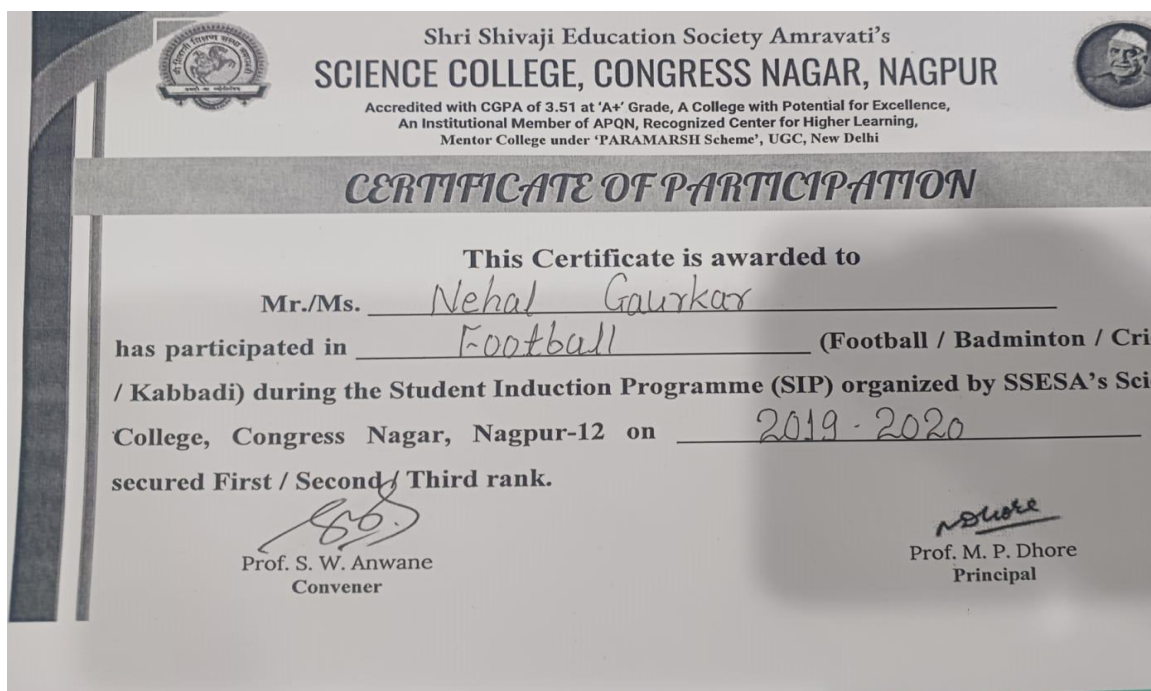 Shri Shivaji Education Society Amravati's
SCIENCE COLLEGE, CONGRESS NAGAR, NAGPUR
Accredited with CGPA of 3.51 at 'A+' Grade, A College with Potential for Excellence,
An Institutional Member of APQN, Recognized Center for Higher Learning,
Mentor College under 'PARAMARSH Scheme', UGC, New Delhi
CERTIFICATE OF PARTICIPATION
This Certificate is awarded to
Mr./Ms. Nehal Gaurkar
has participated in Football (Football / Badminton / Cri
/ Kabbadi) during the Student Induction Programme (SIP) organized by SSESA's Sci
College, Congress Nagar, Nagpur-12 on 2019-2020
secured First / Second / Third rank.
Prof. S. W. Anwane
Convener
NDhore
Prof. M. P. Dhore
Principal